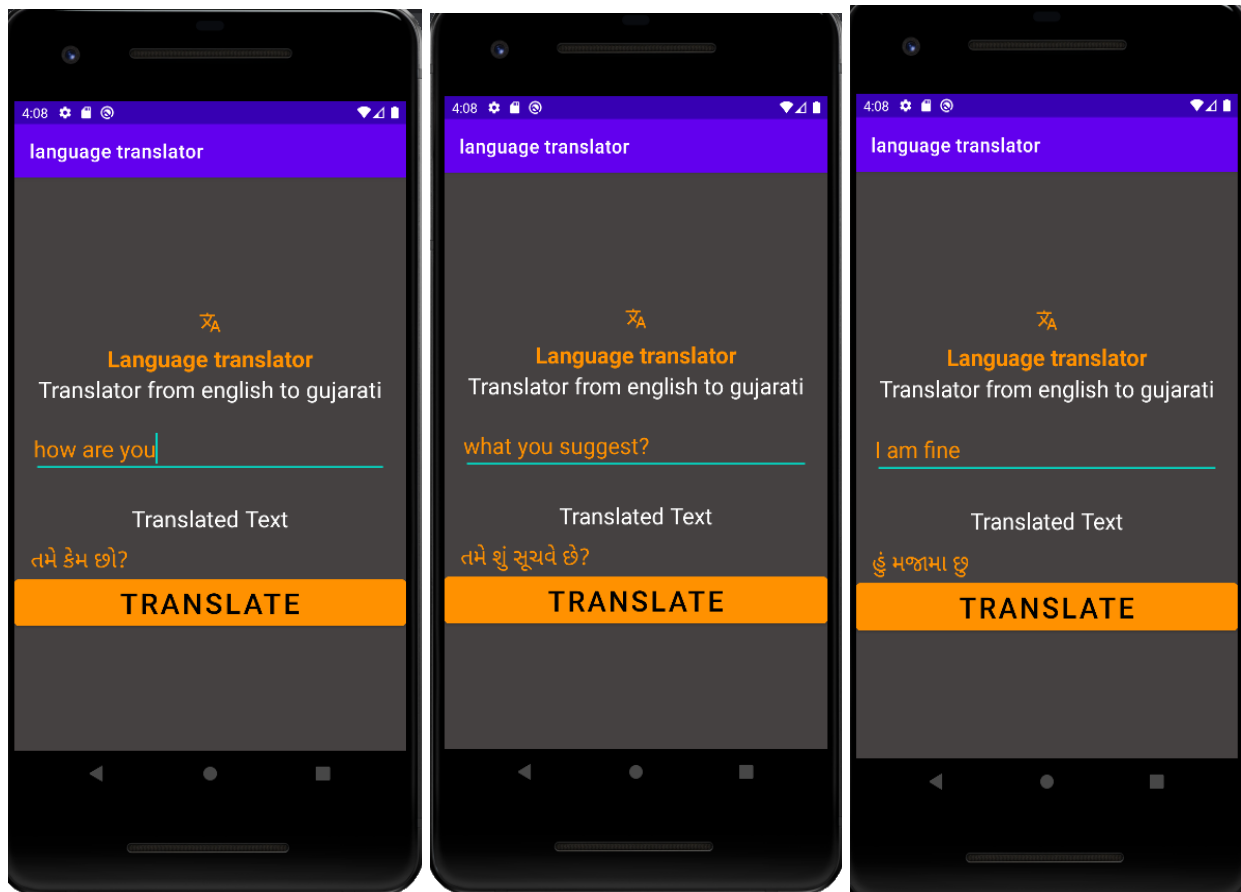 4:08
language translator
Language translator
Translator from english to gujarati
how are you
Translated Text
તમે કેમ છો?
TRANSLATE
4:08
language translator
Language translator
Translator from english to gujarati
what you suggest?
Translated Text
તમે શું સૂચવે છે?
TRANSLATE
4:08
language translator
Language translator
Translator from english to gujarati
I am fine
Translated Text
હું મજામા છુ
TRANSLATE